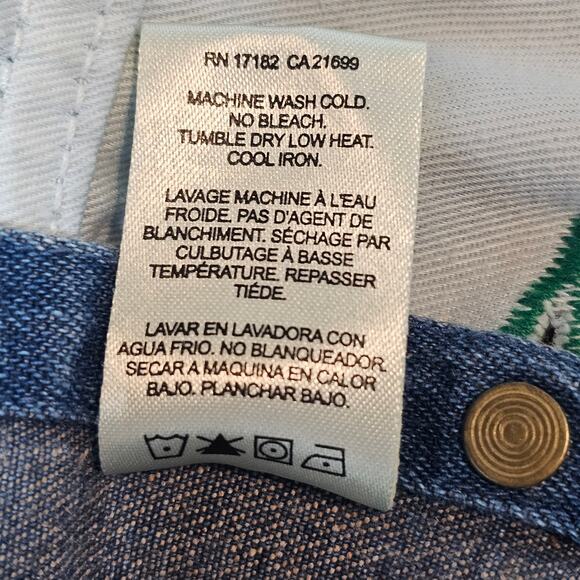 RN 17182 CA 21699
MACHINE WASH COLD.
NO BLEACH.
TUMBLE DRY LOW HEAT.
COOL IRON.
LAVAGE MACHINE À L'EAU
FROIDE. PAS D'AGENT DE
BLANCHIMENT. SÉCHAGE PAR
CULBUTAGE À BASSE
TEMPÉRATURE. REPASSER
TIÉDE.
LAVAR EN LAVADORA CON
AGUA FRIO. NO BLANQUEADOR.
SECAR A MAQUINA EN CALOR
BAJO. PLANCHAR BAJO.